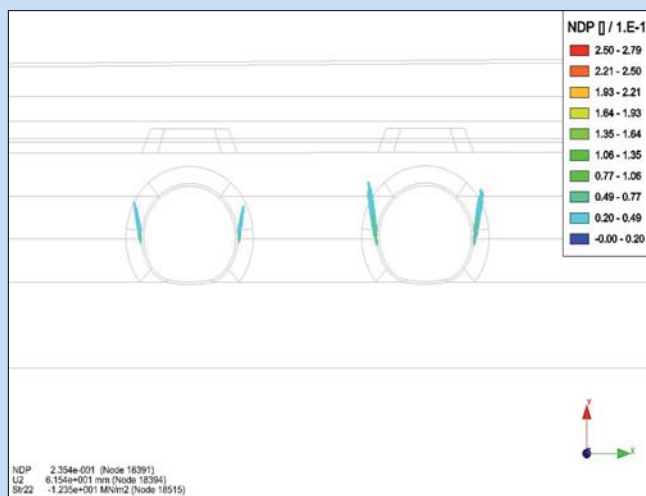 NDP [] / 1.E-1
2.50 - 2.79
2.21 - 2.50
1.93 - 2.21
1.64 - 1.93
1.35 - 1.64
1.06 - 1.35
0.77 - 1.06
0.49 - 0.77
0.20 - 0.49
-0.00 - 0.20
Y
X
NDP 2.354e-001 (Node 18391)
U2 6.154e+001 mm (Node 18394)
Str22 -1.235e+001 MN/m2 (Node 18515)